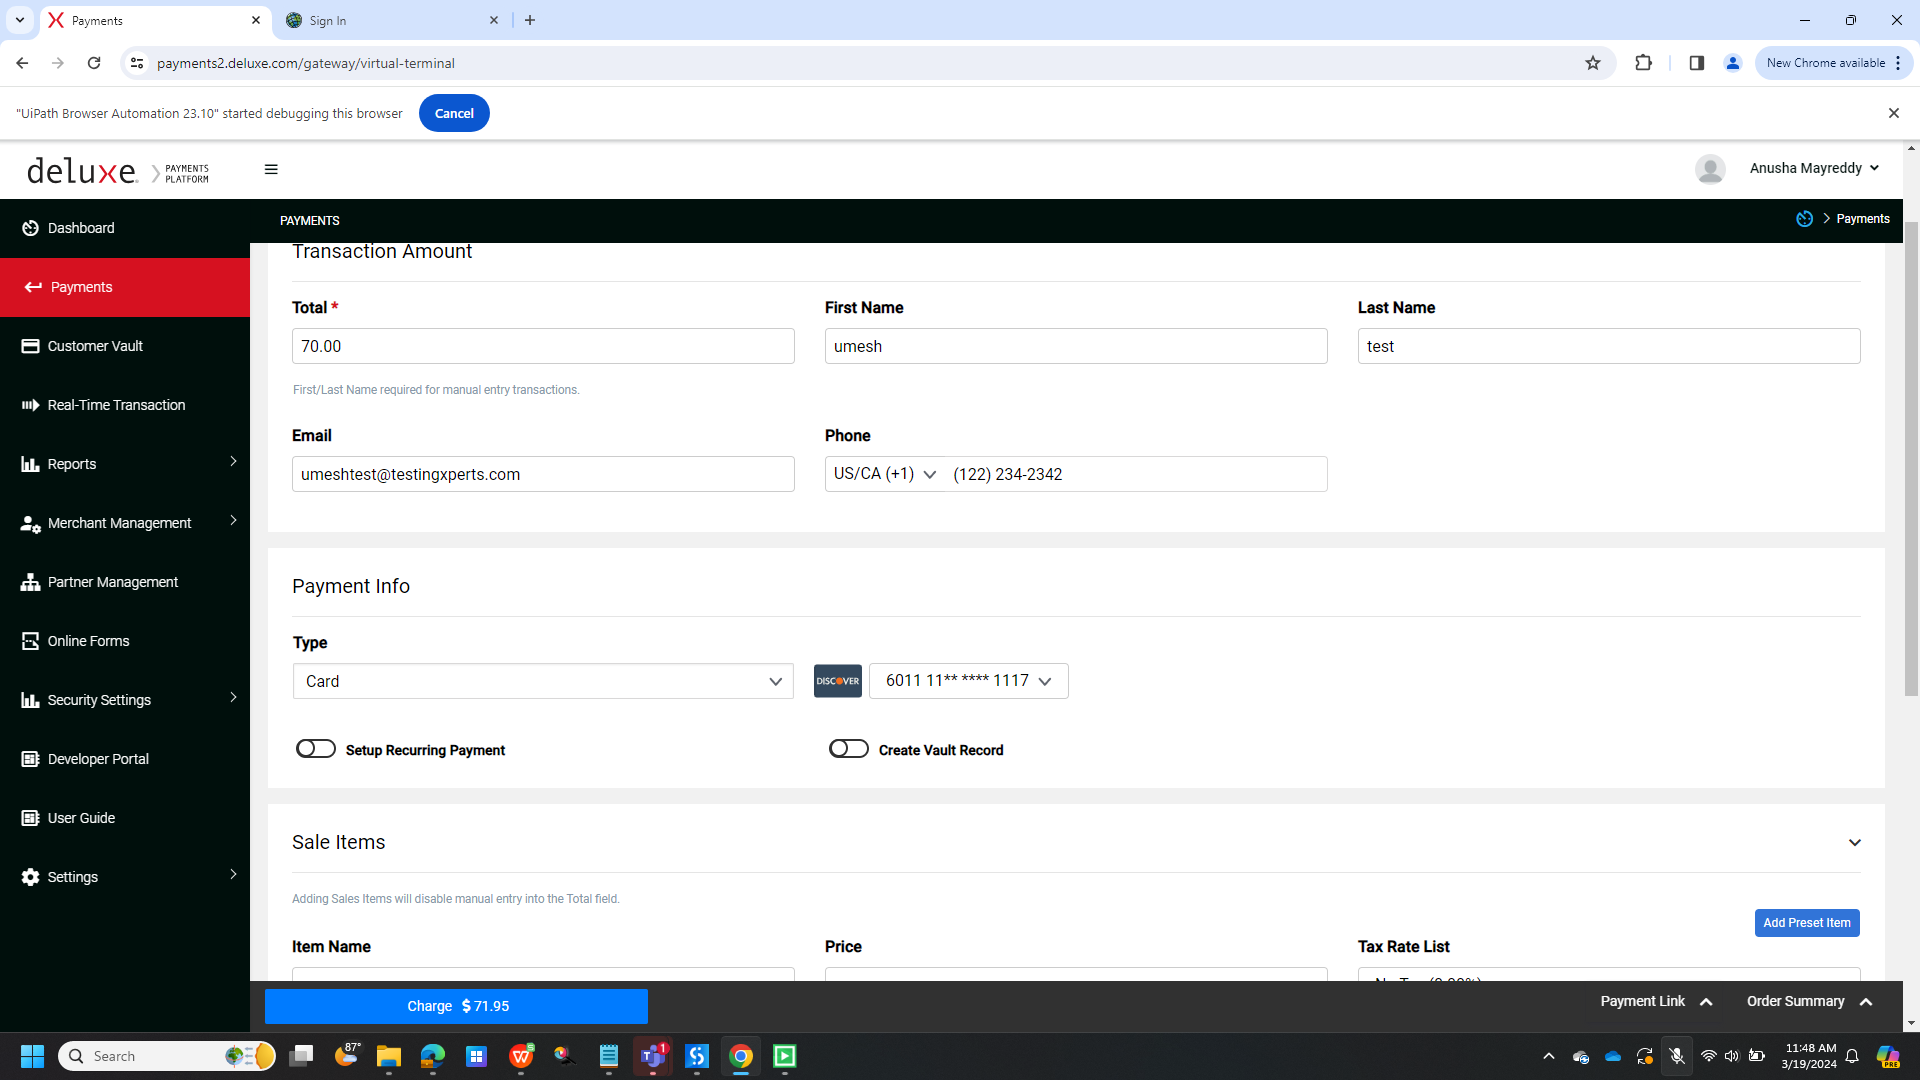 Payments
Sign In
payments2.deluxe.com/gateway/virtual-terminal
New Chrome available
"UiPath Browser Automation 23.10" started debugging this browser
Cancel
deluxe.
PAYMENTS
PLATFORM
Anusha Mayreddy
Dashboard
PAYMENTS
Payments
Payments
Customer Vault
Real-Time Transaction
Reports
Merchant Management
Partner Management
Online Forms
Security Settings
Developer Portal
User Guide
Settings
Transaction Amount
Total *
First Name
Last Name
70.00
umesh
test
First/Last Name required for manual entry transactions.
Email
Phone
umeshtest@testingxperts.com
US/CA (+1)
(122) 234-2342
Payment Info
Type
Card
DISCOVER
6011 11** **** 1117
Setup Recurring Payment
Create Vault Record
Sale Items
Adding Sales Items will disable manual entry into the Total field.
Add Preset Item
Item Name
Price
Tax Rate List
No Tax (0.00%)
Charge $ 71.95
Payment Link
Order Summary
Search
87°
1
11:48 AM
3/19/2024
PRE